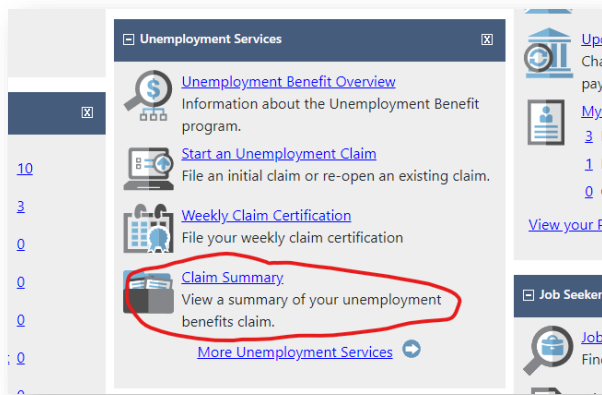 Unemployment Services
Unemployment Benefit Overview
Information about the Unemployment Benefit
program.
Start an Unemployment Claim
File an initial claim or re-open an existing claim.
Weekly Claim Certification
File your weekly claim certification
Claim Summary
View a summary of your unemployment
benefits claim.
More Unemployment Services
10
3
0
0
0
0
My
3
1
0
View your
Job Seeker
Job